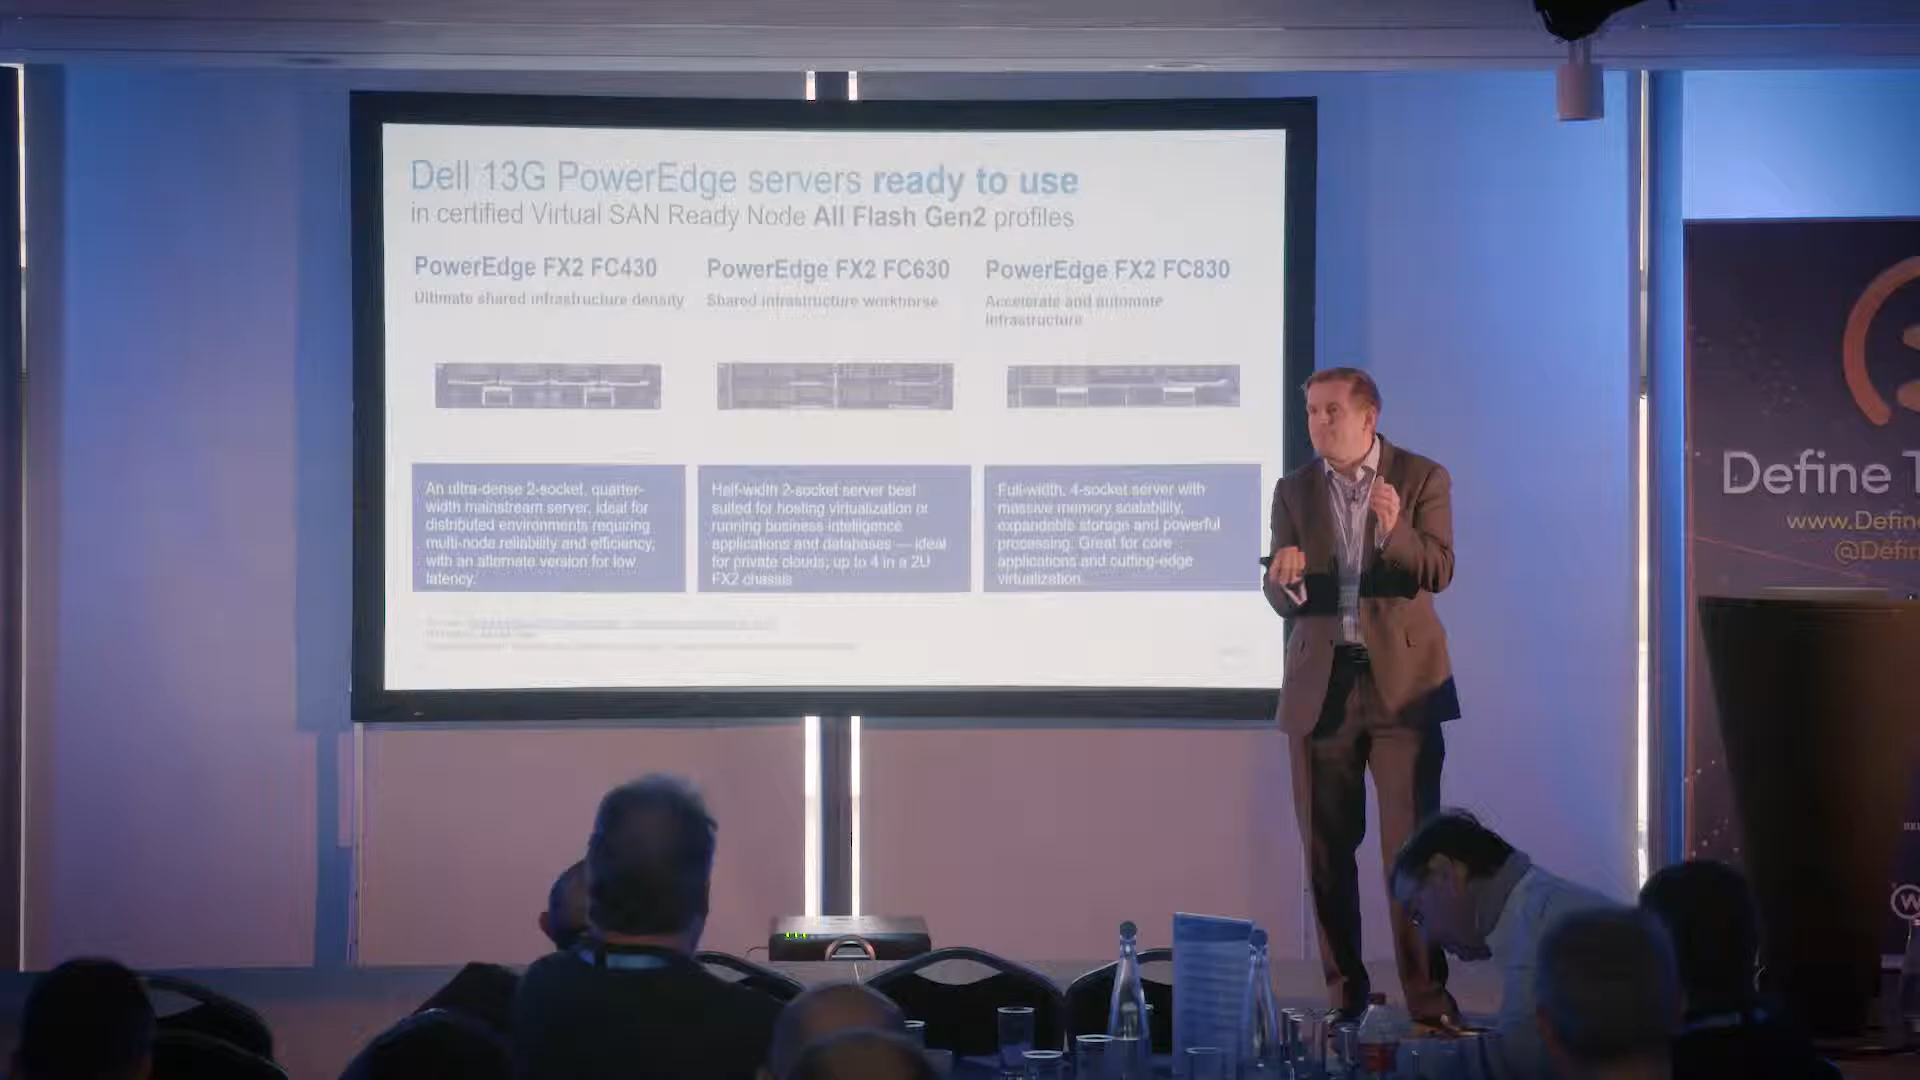 Dell 13G PowerEdge servers ready to use
in certified Virtual SAN Ready Node All Flash Gen2 profiles
PowerEdge FX2 FC430
Ultimate shared infrastructure density
An ultra-dense 2-socket, quarter-
width mainstream server, ideal for
distributed environments requiring
multi-node reliability and efficiency,
with an alternate version for low
latency.
PowerEdge FX2 FC630
Shared infrastructure workhorse
Half-width 2-socket server best
suited for hosting virtualization or
running business intelligence
applications and databases — ideal
for private clouds; up to 4 in a 2U
FX2 chassis
PowerEdge FX2 FC830
Accelerate and automate
infrastructure
Full-width, 4-socket server with
massive memory scalability,
expandable storage and powerful
processing. Great for core
applications and cutting-edge
virtualization.
Define T
www.Define
@Defin